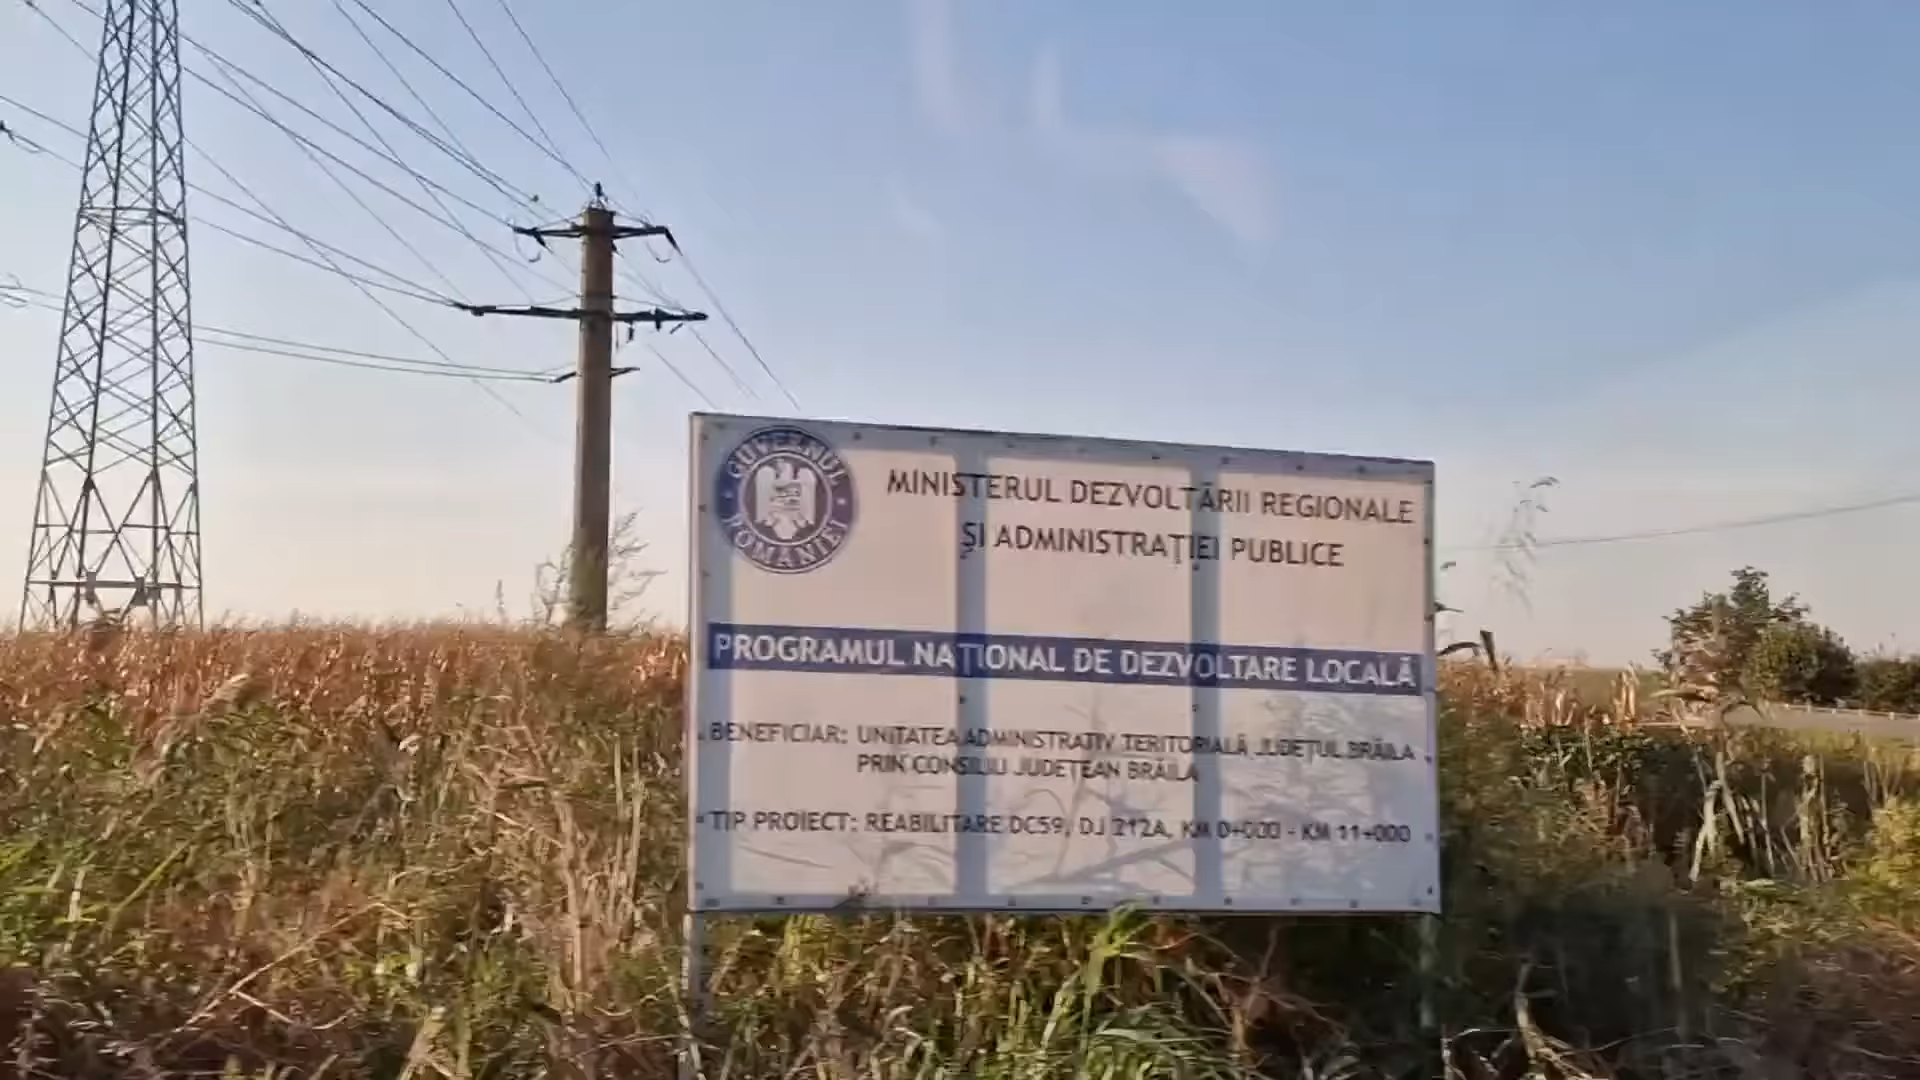 GUVERNUL ROMÂNIEI
MINISTERUL DEZVOLTĂRII REGIONALE
ȘI ADMINISTRAȚIEI PUBLICE
PROGRAMUL NAȚIONAL DE DEZVOLTARE LOCALĂ
BENEFICIAR: UNITATEA ADMINISTRATIV TERITORIALĂ JUDEȚUL BRĂILA
PRIN CONSILIU JUDEȚEAN BRĂILA
TIP PROIECT: REABILITARE DC59, DJ 212A, KM 0+000 - KM 11+000